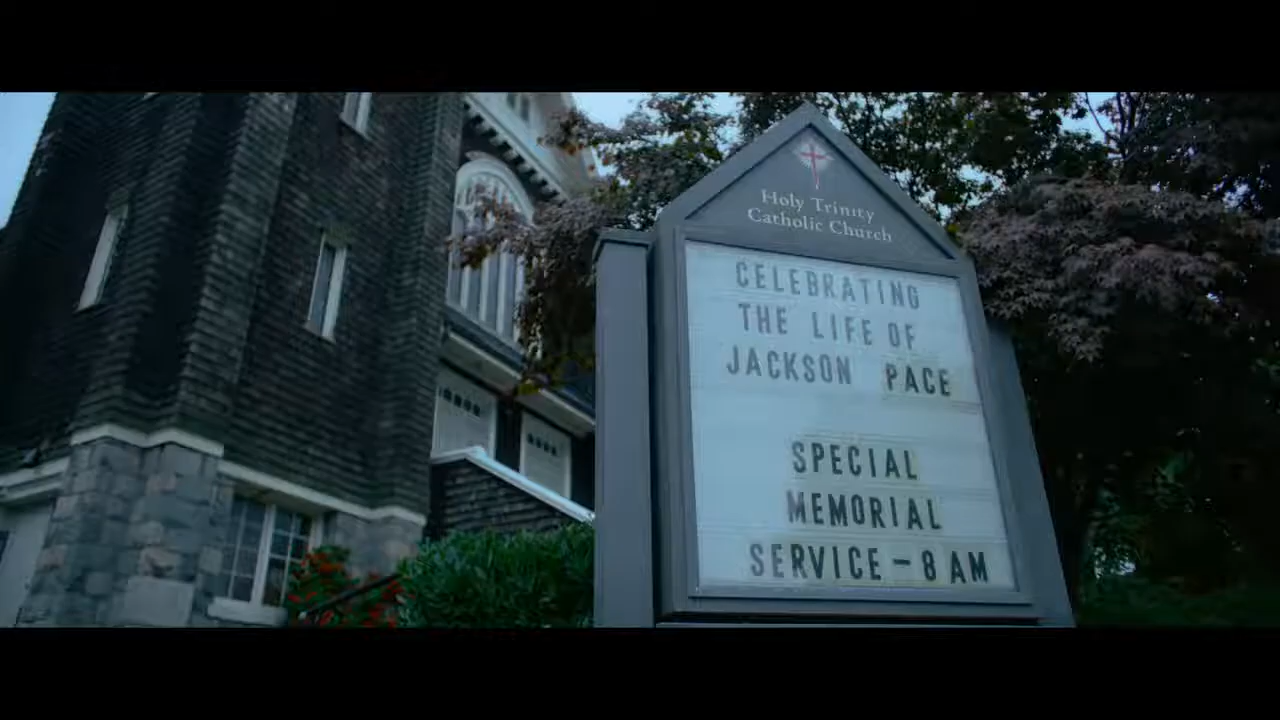 Holy Trinity
Catholic Church
CELEBRATING
THE LIFE OF
JACKSON PACE
SPECIAL
MEMORIAL
SERVICE - 8 AM